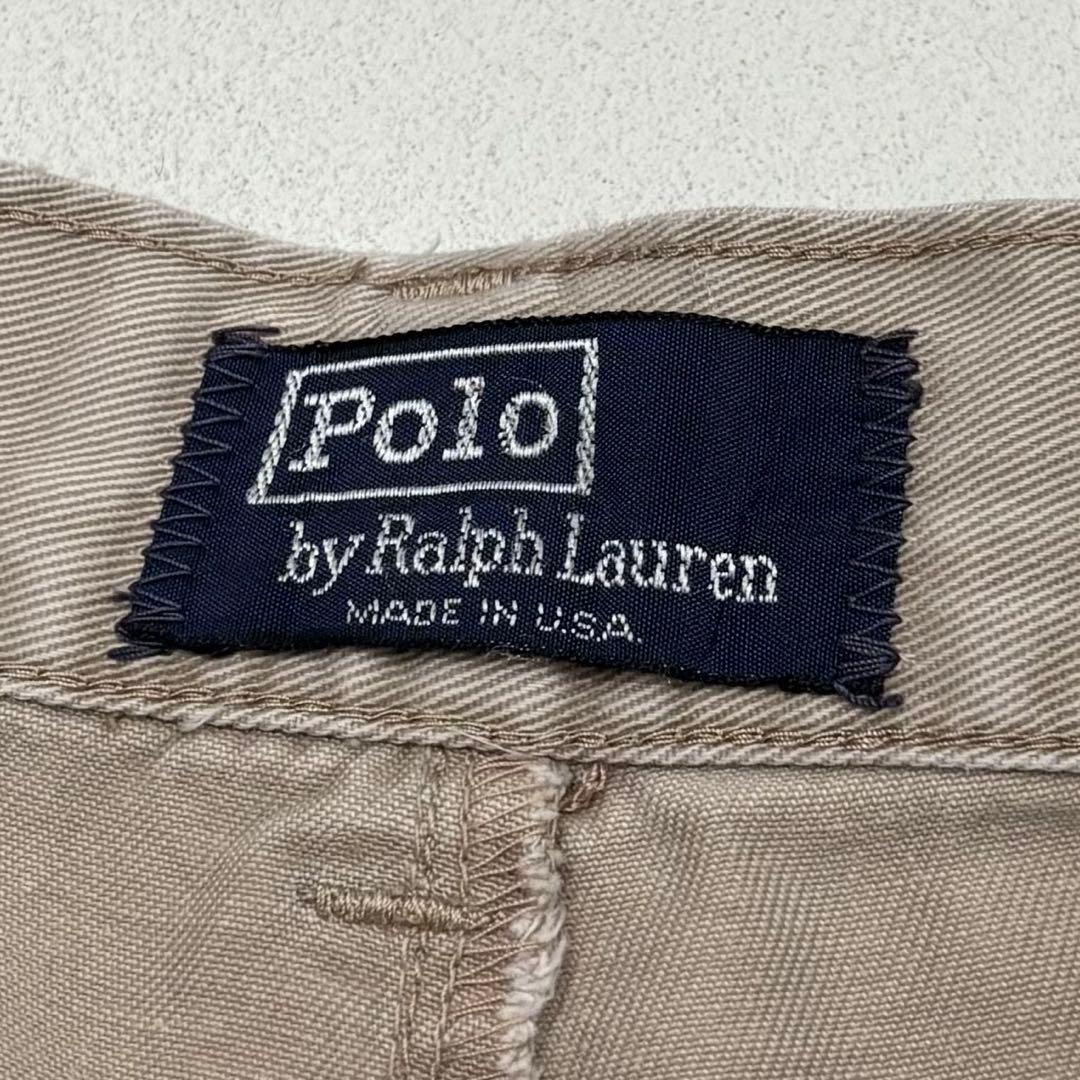 Polo
by Ralph Lauren
MADE IN U.S.A.